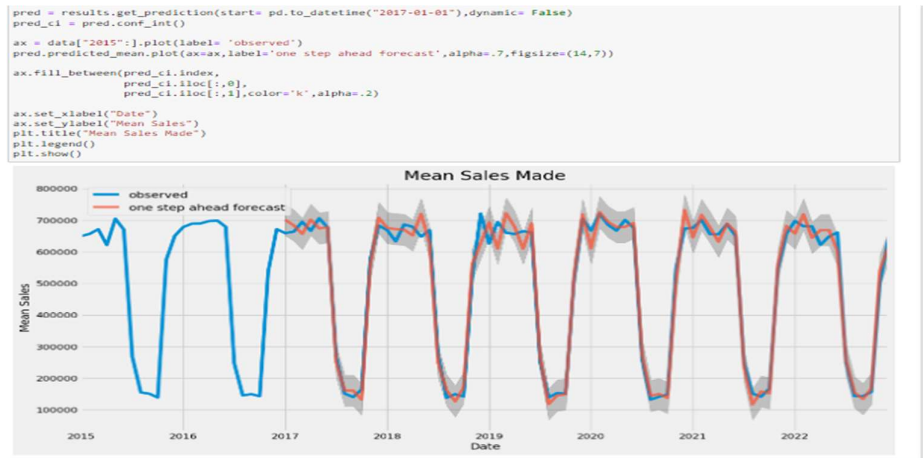 pred = results.get_prediction(start= pd.to_datetime("2017-01-01"),dynamic= False)
pred_ci = pred.conf_int()
ax = data["2015":].plot(label= 'observed')
pred.predicted_mean.plot(ax=ax,label='one step ahead forecast',alpha=.7,figsize=(14,7))
ax.fill_between(pred_ci.index,
pred_ci.iloc[:,0],
pred_ci.iloc[:,1],color='k',alpha=.2)
ax.set_xlabel("Date")
ax.set_ylabel("Mean Sales")
plt.title("Mean Sales Made")
plt.legend()
plt.show()
Mean Sales Made
observed
one step ahead forecast
800000
700000
600000
500000
400000
300000
200000
100000
Mean Sales
2015 2016 2017 2018 2019 2020 2021 2022
Date